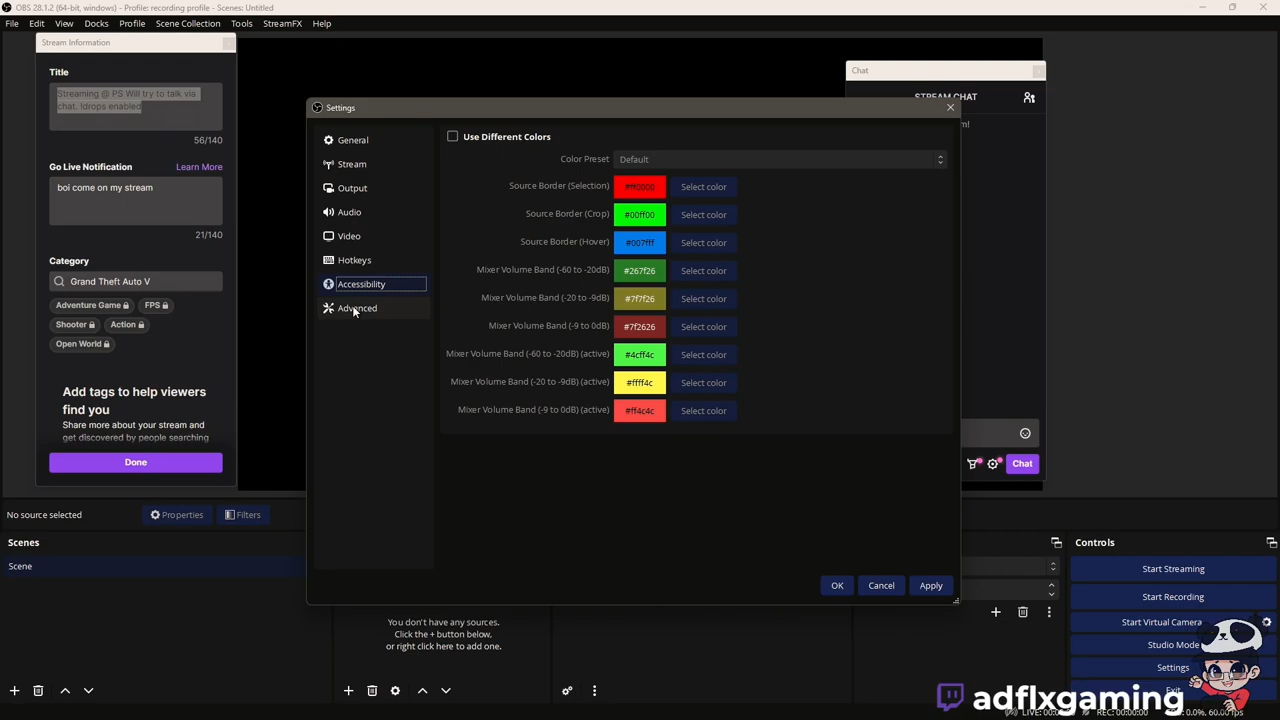 OBS 28.1.2 (64-bit, windows) - Profile: recording profile - Scenes: Untitled
File Edit View Docks Profile Scene Collection Tools StreamFX Help
Stream Information
Title
Streaming @ PS Will try to talk via
chat. !drops enabled
56/140
Go Live Notification Learn More
boi come on my stream
21/140
Category
Grand Theft Auto V
Adventure Game FPS
Shooter Action
Open World
Add tags to help viewers
find you
Share more about your stream and
get discovered by people searching
Done
Settings
General
Stream
Output
Audio
Video
Hotkeys
Accessibility
Advanced
Use Different Colors
Color Preset Default
Source Border (Selection) #ff0000 Select color
Source Border (Crop) #00ff00 Select color
Source Border (Hover) #007fff Select color
Mixer Volume Band (-60 to -20dB) #267f26 Select color
Mixer Volume Band (-20 to -9dB) #7f7f26 Select color
Mixer Volume Band (-9 to 0dB) #7f2626 Select color
Mixer Volume Band (-60 to -20dB) (active) #4cff4c Select color
Mixer Volume Band (-20 to -9dB) (active) #ffff4c Select color
Mixer Volume Band (-9 to 0dB) (active) #ff4c4c Select color
OK Cancel Apply
Chat
STREAM CHAT
Chat
No source selected Properties Filters
Scenes
Scene
You don't have any sources.
Click the + button below,
or right click here to add one.
Controls
Start Streaming
Start Recording
Start Virtual Camera
Studio Mode
Settings
Exit
adflxgaming